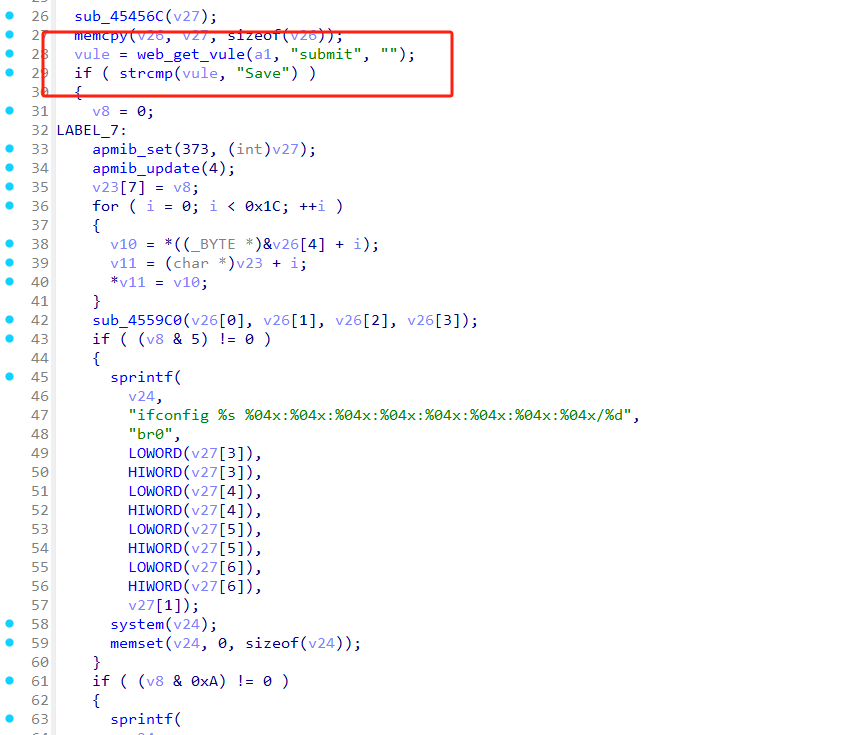 26 sub_45456C(v27);
27 memcpy(v26, v27, sizeof(v26));
28 vule = web_get_vule(a1, "submit", "");
29 if ( strcmp(vule, "Save") )
30 {
31 v8 = 0;
32 LABEL_7:
33 apmib_set(373, (int)v27);
34 apmib_update(4);
35 v23[7] = v8;
36 for ( i = 0; i < 0x1C; ++i )
37 {
38 v10 = *((_BYTE *)&v26[4] + i);
39 v11 = (char *)v23 + i;
40 *v11 = v10;
41 }
42 sub_4559C0(v26[0], v26[1], v26[2], v26[3]);
43 if ( (v8 & 5) != 0 )
44 {
45 sprintf(
46 v24,
47 "ifconfig %s %04x:%04x:%04x:%04x:%04x:%04x:%04x:%04x/%d",
48 "br0",
49 LOWORD(v27[3]),
50 HIWORD(v27[3]),
51 LOWORD(v27[4]),
52 HIWORD(v27[4]),
53 LOWORD(v27[5]),
54 HIWORD(v27[5]),
55 LOWORD(v27[6]),
56 HIWORD(v27[6]),
57 v27[1]);
58 system(v24);
59 memset(v24, 0, sizeof(v24));
60 }
61 if ( (v8 & 0xA) != 0 )
62 {
63 sprintf(